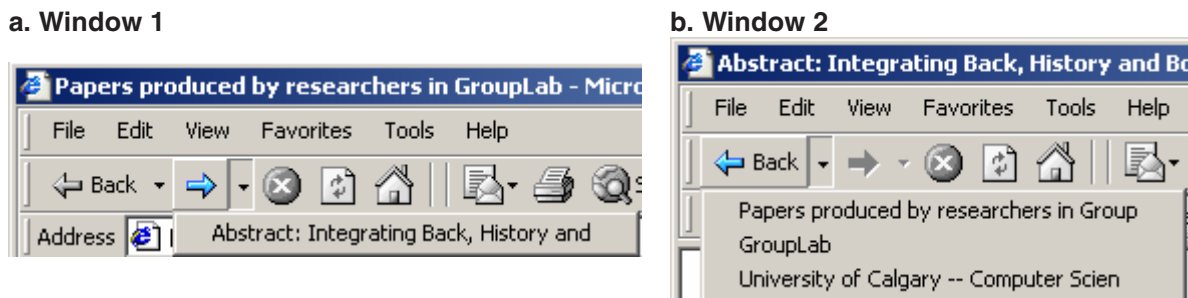 a. Window 1
Papers produced by researchers in GroupLab - Micro
File Edit View Favorites Tools Help
Back
Address
Abstract: Integrating Back, History and
b. Window 2
Abstract: Integrating Back, History and Bo
File Edit View Favorites Tools Help
Back
Papers produced by researchers in Group
GroupLab
University of Calgary -- Computer Scien